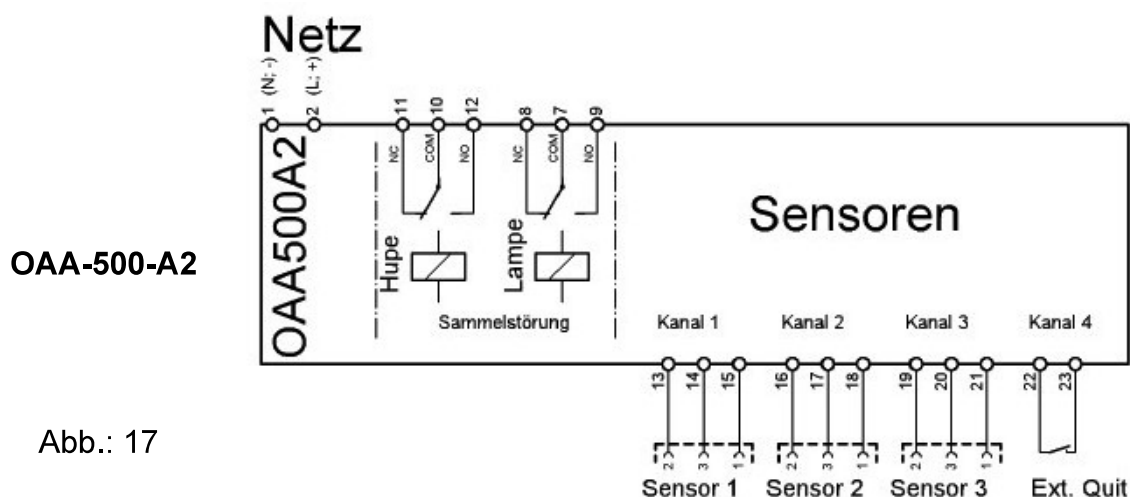 Netz
1 (N; -)
2 (L; +)
11 10 12 8 7 9
NC COM NO NC COM NO
OAA500A2
Hupe
Lampe
Sensoren
OAA-500-A2
Sammelstörung
Kanal 1 Kanal 2 Kanal 3 Kanal 4
13 14 15 16 17 18 19 20 21 22 23
2 3 1 2 3 1 2 3 1
Sensor 1 Sensor 2 Sensor 3 Ext. Quit
Abb.: 17